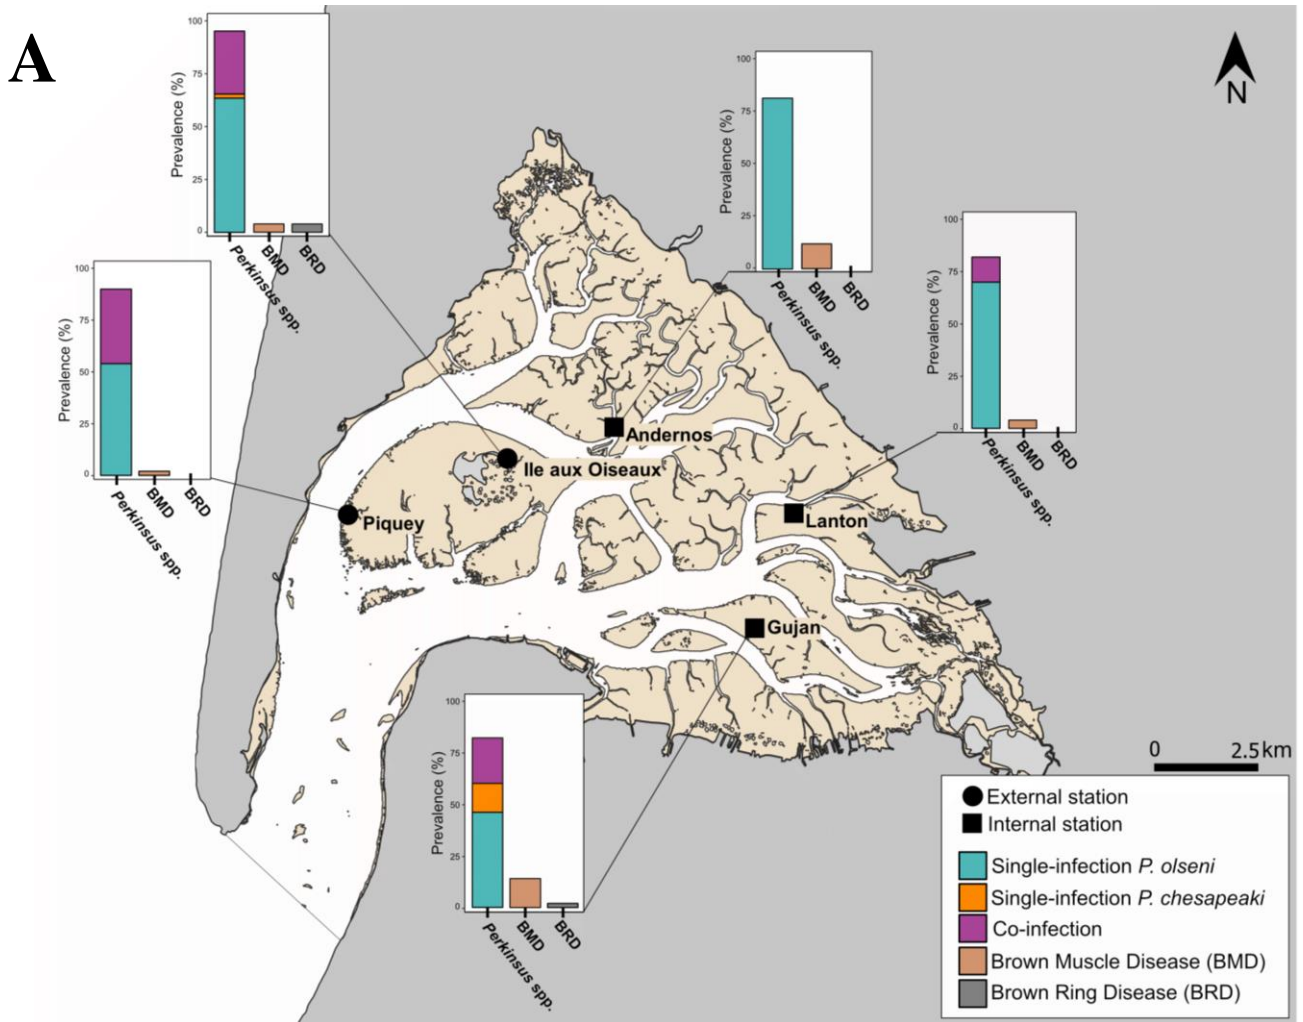 A
N
Prevalence (%)
100
75
50
25
0
Perkinsus spp.
BMD
BRD
Prevalence (%)
100
75
50
25
0
Perkinsus spp.
BMD
BRD
Prevalence (%)
100
75
50
25
0
Perkinsus spp.
BMD
BRD
Prevalence (%)
100
75
50
25
0
Perkinsus spp.
BMD
BRD
Andernos
Ile aux Oiseaux
Piquey
Lanton
Gujan
Prevalence (%)
100
75
50
25
0
Perkinsus spp.
BMD
BRD
0 2.5km
External station
Internal station
Single-infection P. olseni
Single-infection P. chesapeaki
Co-infection
Brown Muscle Disease (BMD)
Brown Ring Disease (BRD)